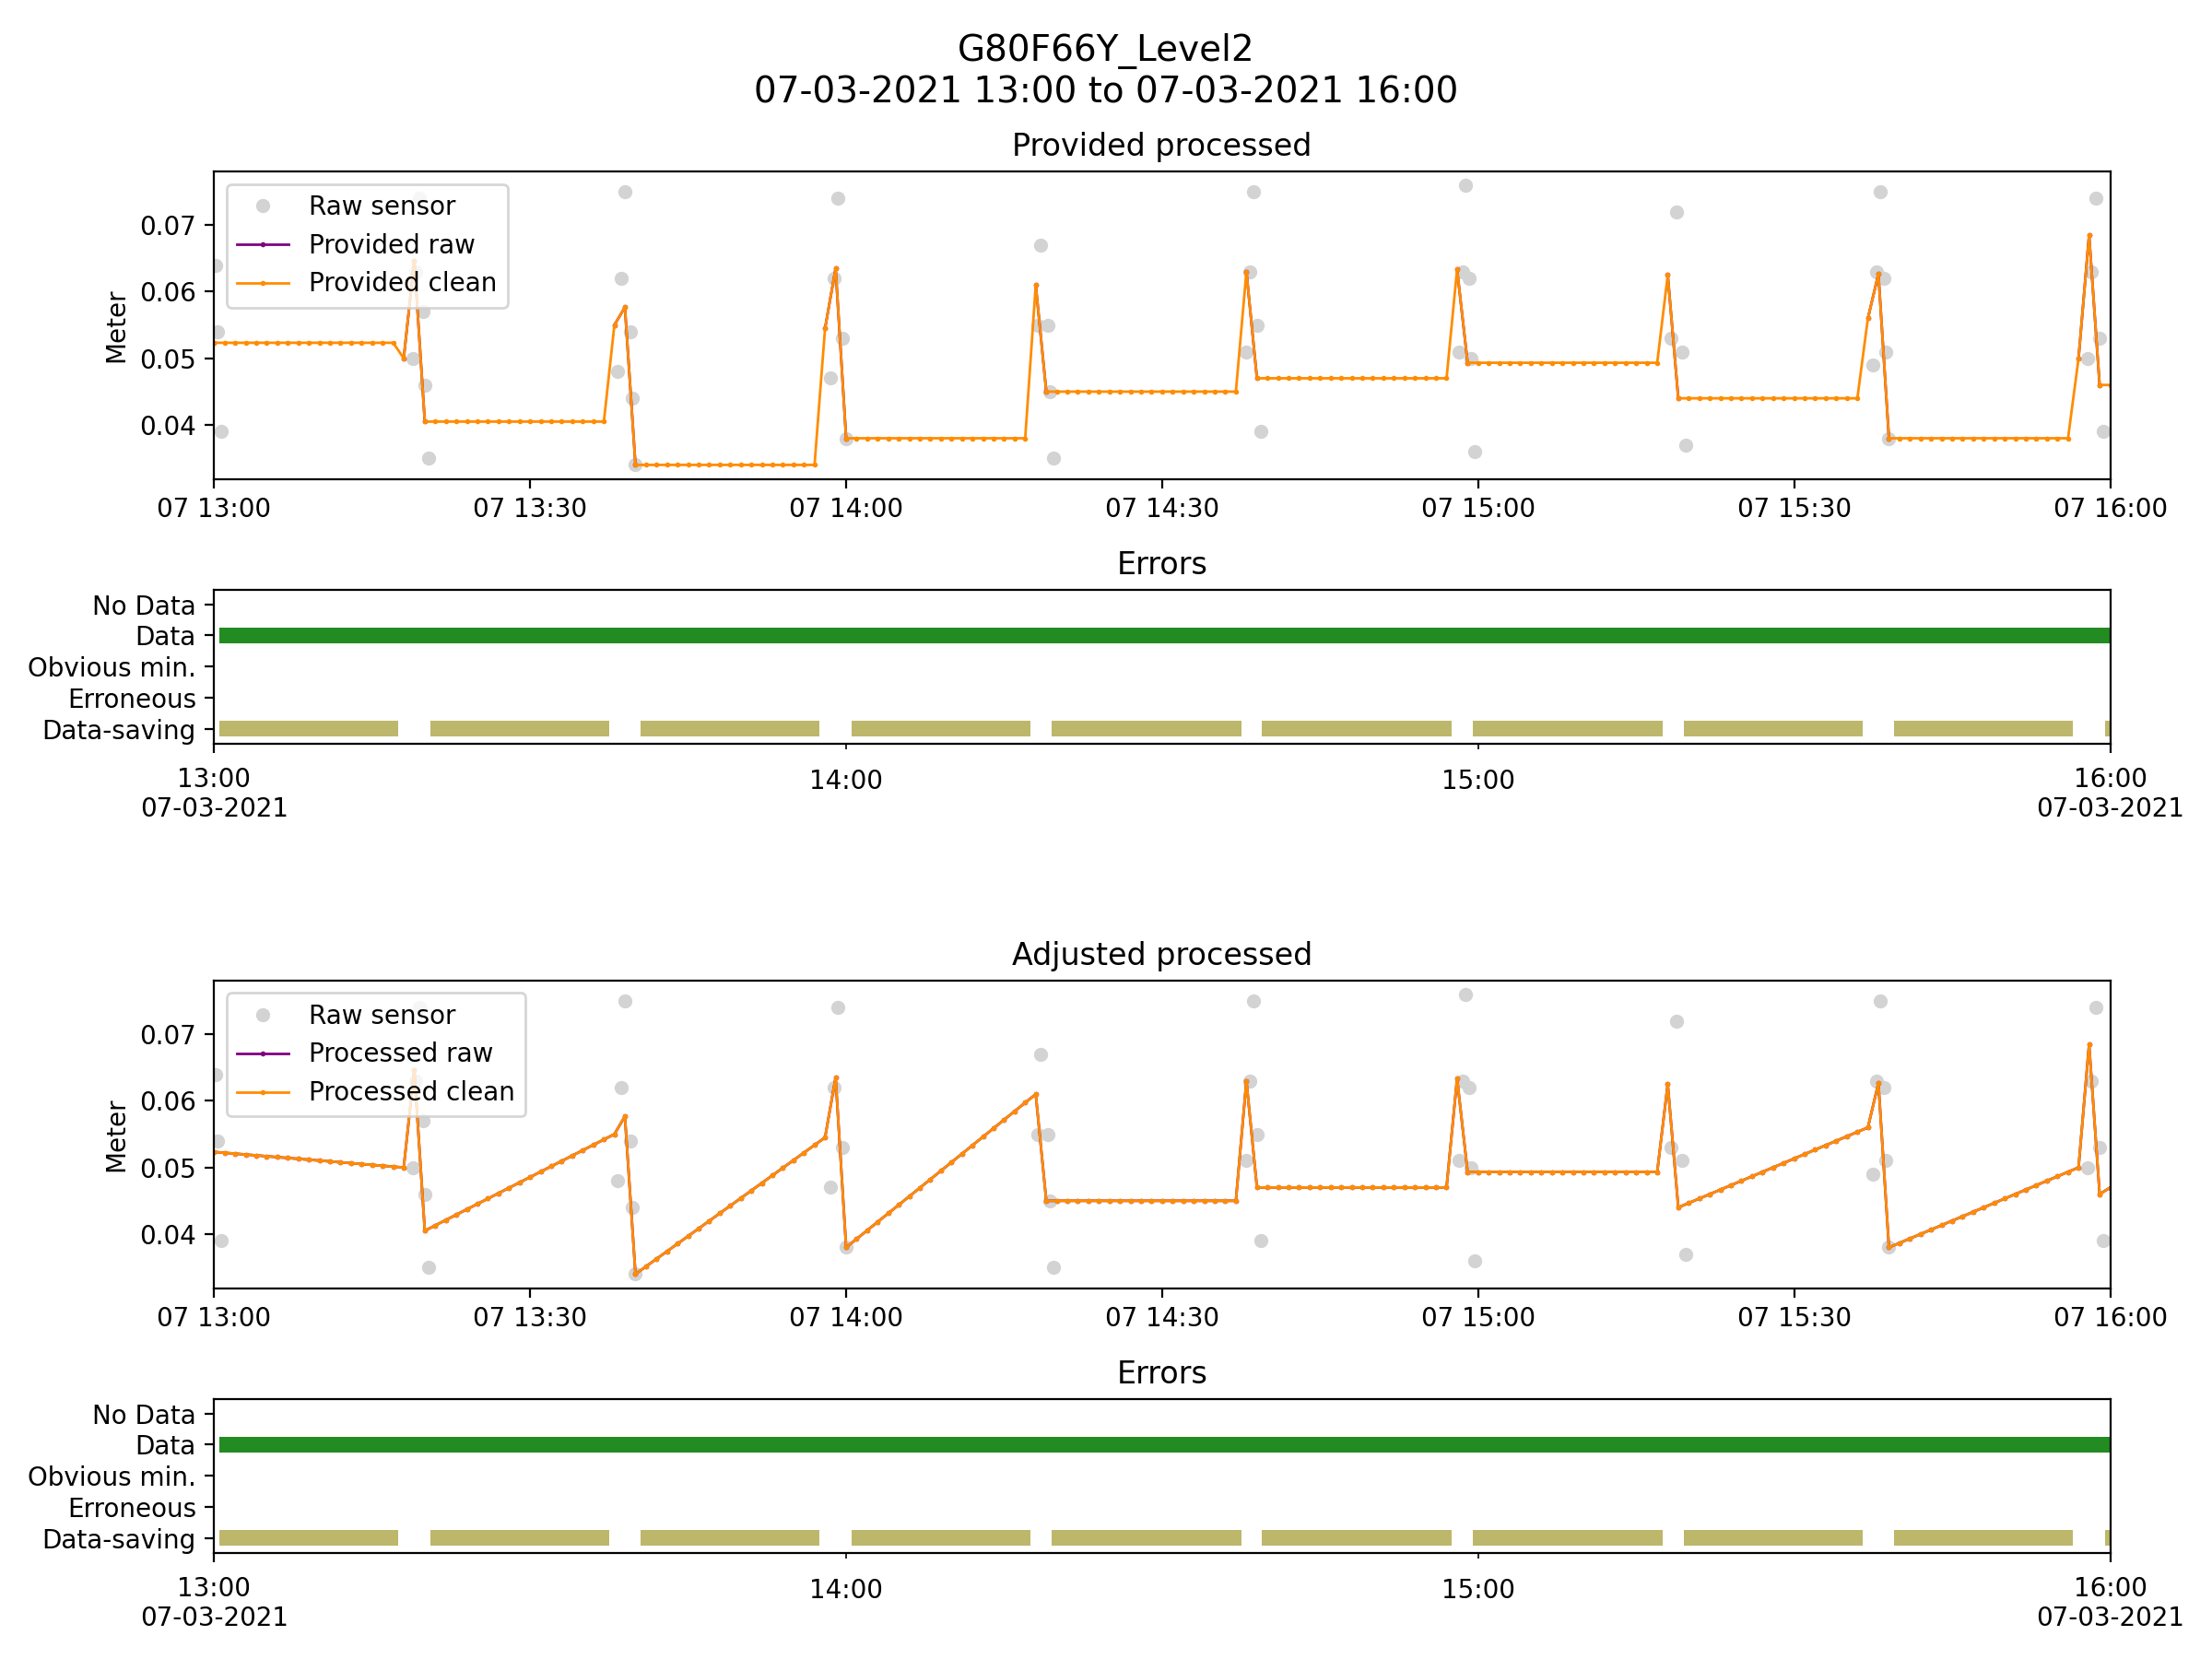 G80F66Y_Level2
07-03-2021 13:00 to 07-03-2021 16:00
Provided processed
Meter
0.07
0.06
0.05
0.04
Raw sensor
Provided raw
Provided clean
07 13:00 07 13:30 07 14:00 07 14:30 07 15:00 07 15:30 07 16:00
Errors
No Data
Data
Obvious min.
Erroneous
Data-saving
13:00 14:00 15:00 16:00
07-03-2021 07-03-2021
Adjusted processed
Meter
0.07
0.06
0.05
0.04
Raw sensor
Processed raw
Processed clean
07 13:00 07 13:30 07 14:00 07 14:30 07 15:00 07 15:30 07 16:00
Errors
No Data
Data
Obvious min.
Erroneous
Data-saving
13:00 14:00 15:00 16:00
07-03-2021 07-03-2021